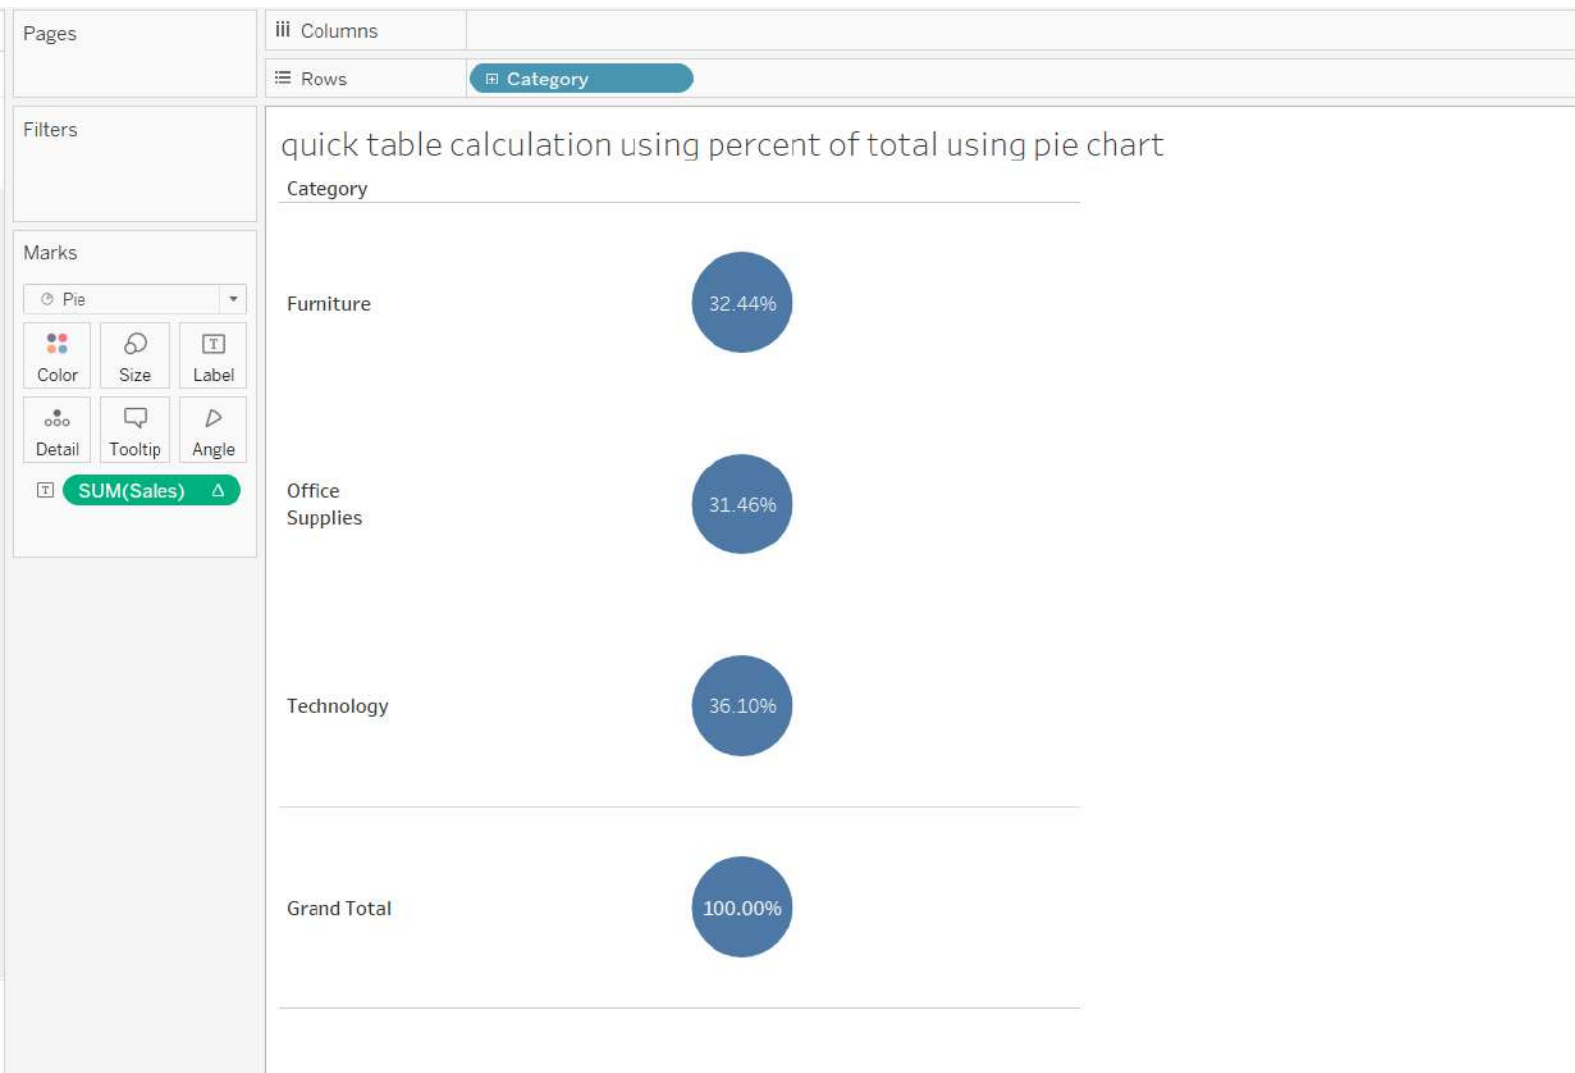 Pages
Columns
Rows
Category
Filters
quick table calculation using percent of total using pie chart
Category
Marks
Pie
Color
Size
Label
Detail
Tooltip
Angle
T
SUM(Sales) Δ
Furniture
32.44%
Office
Supplies
31.46%
Technology
36.10%
Grand Total
100.00%